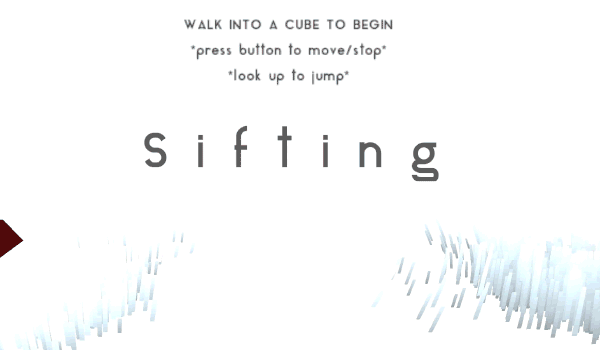 WALK INTO A CUBE TO BEGIN
*press button to move/stop*
*look up to jump*
Sifting